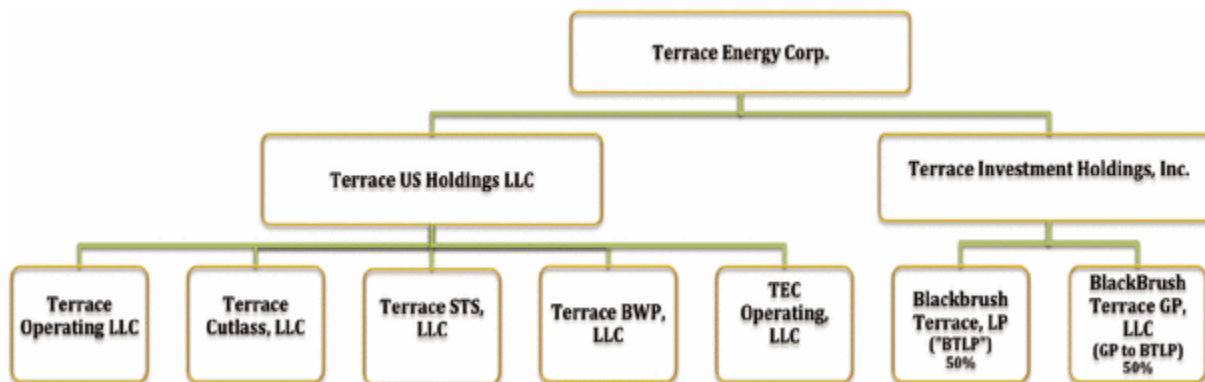 Terrace Energy Corp.
Terrace US Holdings LLC
Terrace Investment Holdings, Inc.
Terrace
Operating LLC
Terrace
Cutlass, LLC
Terrace STS,
LLC
Terrace BWP,
LLC
TEC
Operating,
LLC
Blackbrush
Terrace, LP
("BTLP")
50%
BlackBrush
Terrace GP,
LLC
(GP to BTLP)
50%